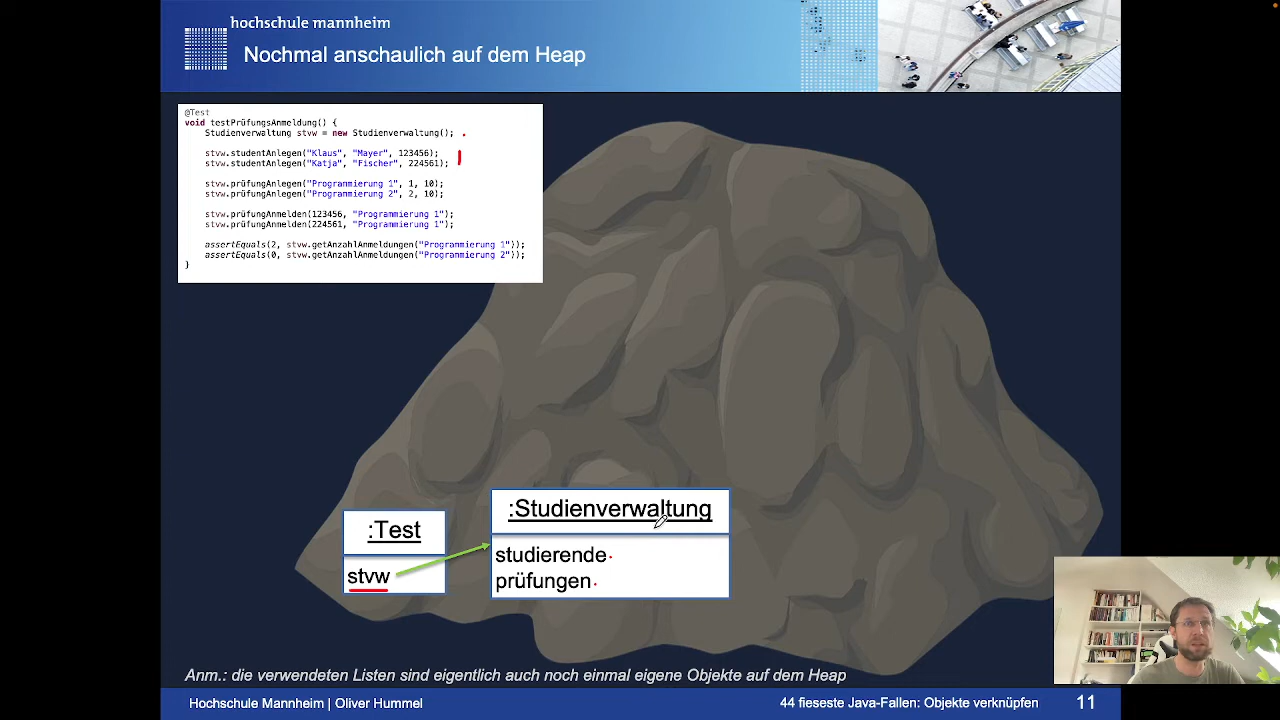 hochschule mannheim
Nochmal anschaulich auf dem Heap
@Test
void testPrüfungsAnmeldung() {
Studienverwaltung stvw = new Studienverwaltung();
stvw.studentAnlegen("Klaus", "Mayer", 123456);
stvw.studentAnlegen("Katja", "Fischer", 224561);
stvw.prüfungAnlegen("Programmierung 1", 1, 10);
stvw.prüfungAnlegen("Programmierung 2", 2, 10);
stvw.prüfungAnmelden(123456, "Programmierung 1");
stvw.prüfungAnmelden(224561, "Programmierung 1");
assertEquals(2, stvw.getAnzahlAnmeldungen("Programmierung 1"));
assertEquals(0, stvw.getAnzahlAnmeldungen("Programmierung 2"));
}
:Test
stvw
:Studienverwaltung
studierende
prüfungen
Anm.: die verwendeten Listen sind eigentlich auch noch einmal eigene Objekte auf dem Heap
Hochschule Mannheim | Oliver Hummel
44 fieseste Java-Fallen: Objekte verknüpfen
11